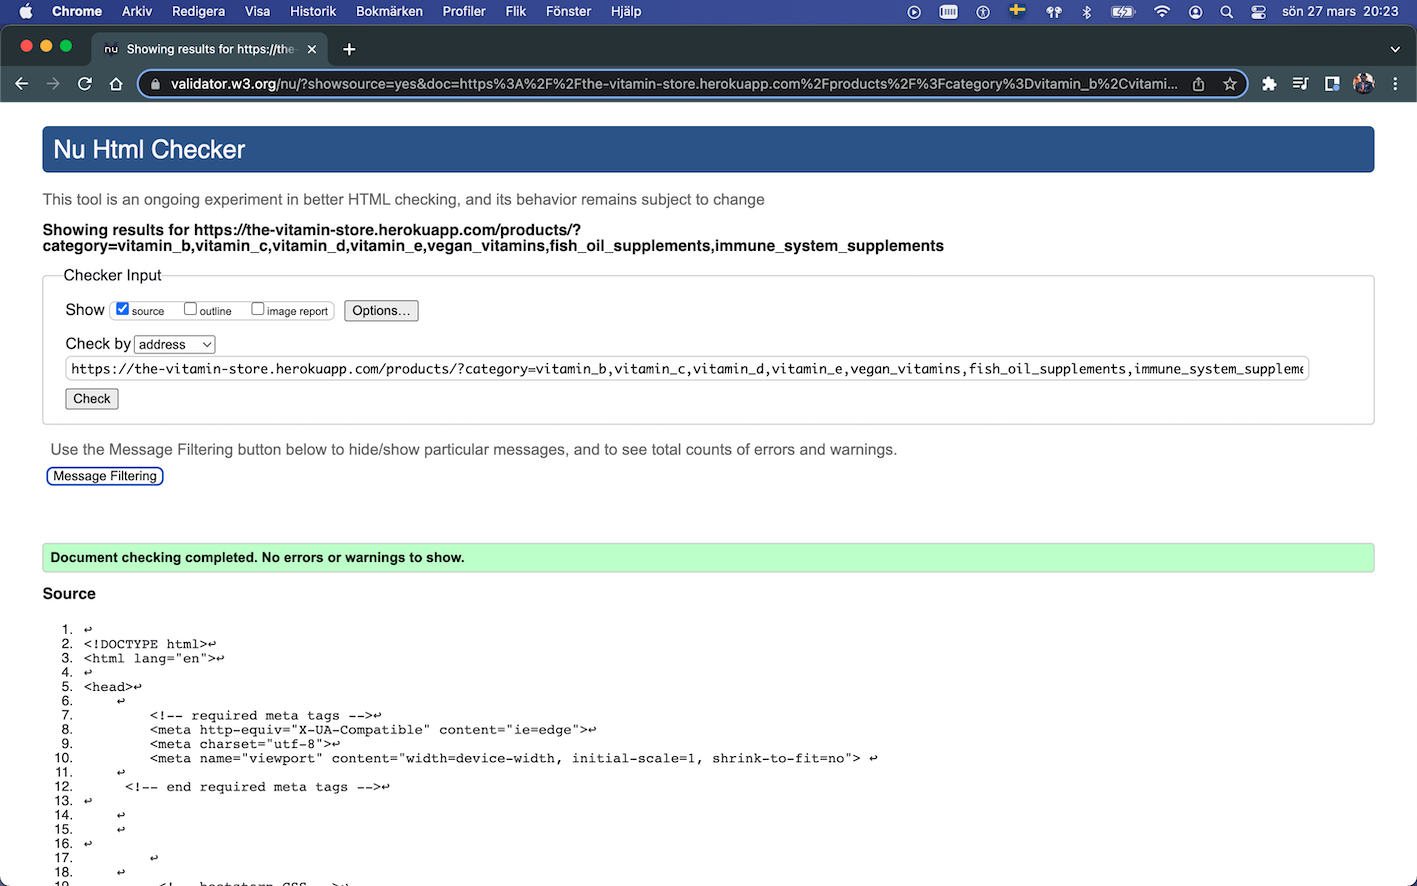 Chrome Arkiv Redigera Visa Historik Bokmärken Profiler Flik Fönster Hjälp sön 27 mars 20:23
nu Showing results for https://the-
validator.w3.org/nu/?showsource=yes&doc=https%3A%2F%2Fthe-vitamin-store.herokuapp.com%2Fproducts%2F%3Fcategory%3Dvitamin_b%2Cvitami...
Nu Html Checker
This tool is an ongoing experiment in better HTML checking, and its behavior remains subject to change
Showing results for https://the-vitamin-store.herokuapp.com/products/?
category=vitamin_b,vitamin_c,vitamin_d,vitamin_e,vegan_vitamins,fish_oil_supplements,immune_system_supplements
Checker Input
Show source outline image report Options...
Check by address
https://the-vitamin-store.herokuapp.com/products/?category=vitamin_b,vitamin_c,vitamin_d,vitamin_e,vegan_vitamins,fish_oil_supplements,immune_system_suppleme
Check
Use the Message Filtering button below to hide/show particular messages, and to see total counts of errors and warnings.
Message Filtering
Document checking completed. No errors or warnings to show.
Source
1. ↩
2. <!DOCTYPE html>↩
3. <html lang="en">↩
4. ↩
5. <head>↩
6. ↩
7. <!-- required meta tags -->↩
8. <meta http-equiv="X-UA-Compatible" content="ie=edge">↩
9. <meta charset="utf-8">↩
10. <meta name="viewport" content="width=device-width, initial-scale=1, shrink-to-fit=no"> ↩
11. ↩
12. <!-- end required meta tags -->↩
13. ↩
14. ↩
15. ↩
16. ↩
17. ↩
18. ↩